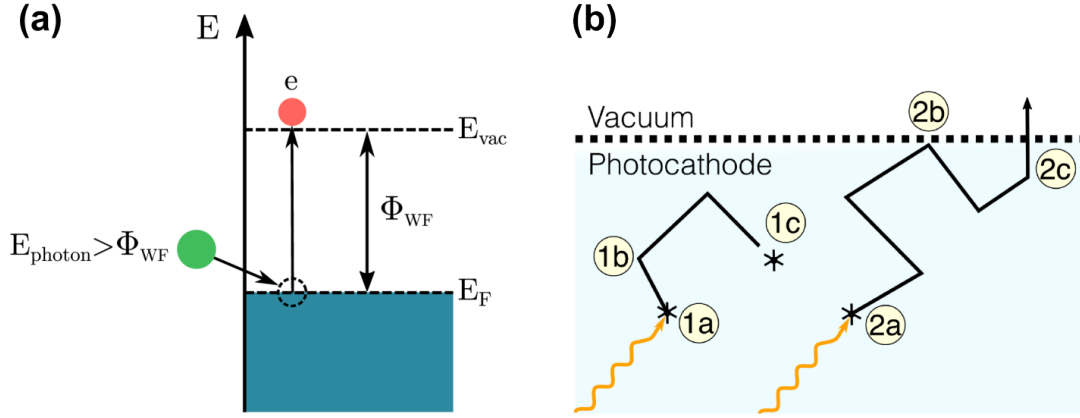 (a)
E
e
E_vac
Φ_WF
E_photon>Φ_WF
E_F
(b)
Vacuum
Photocathode
2b
2c
1c
1b
1a
2a